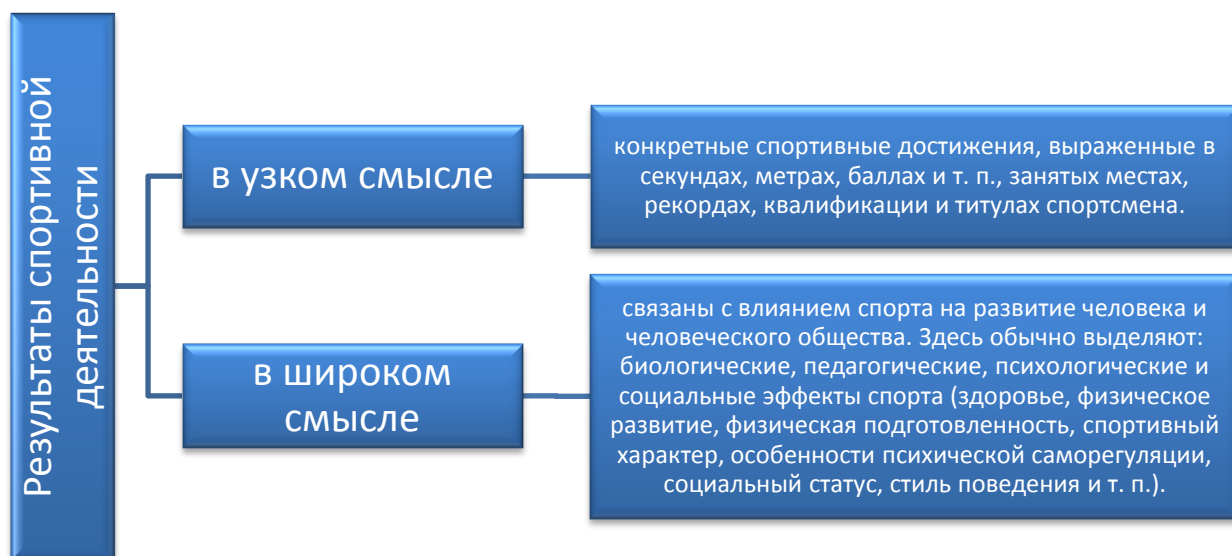 Результаты спортивной
деятельности
в узком смысле
конкретные спортивные достижения, выраженные в
секундах, метрах, баллах и т. п., занятых местах,
рекордах, квалификации и титулах спортсмена.
в широком
смысле
связаны с влиянием спорта на развитие человека и
человеческого общества. Здесь обычно выделяют:
биологические, педагогические, психологические и
социальные эффекты спорта (здоровье, физическое
развитие, физическая подготовленность, спортивный
характер, особенности психической саморегуляции,
социальный статус, стиль поведения и т. п.).